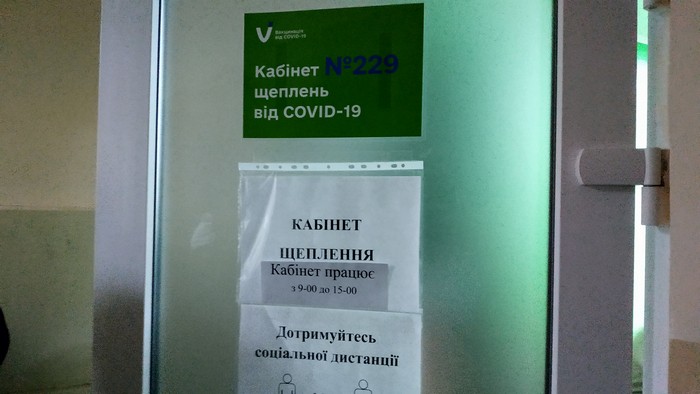 Вакцинація
від COVID-19
Кабінет №229
щеплень
від COVID-19
КАБІНЕТ
ЩЕПЛЕННЯ
Кабінет працює
з 9-00 до 15-00
Дотримуйтесь
соціальної дистанції